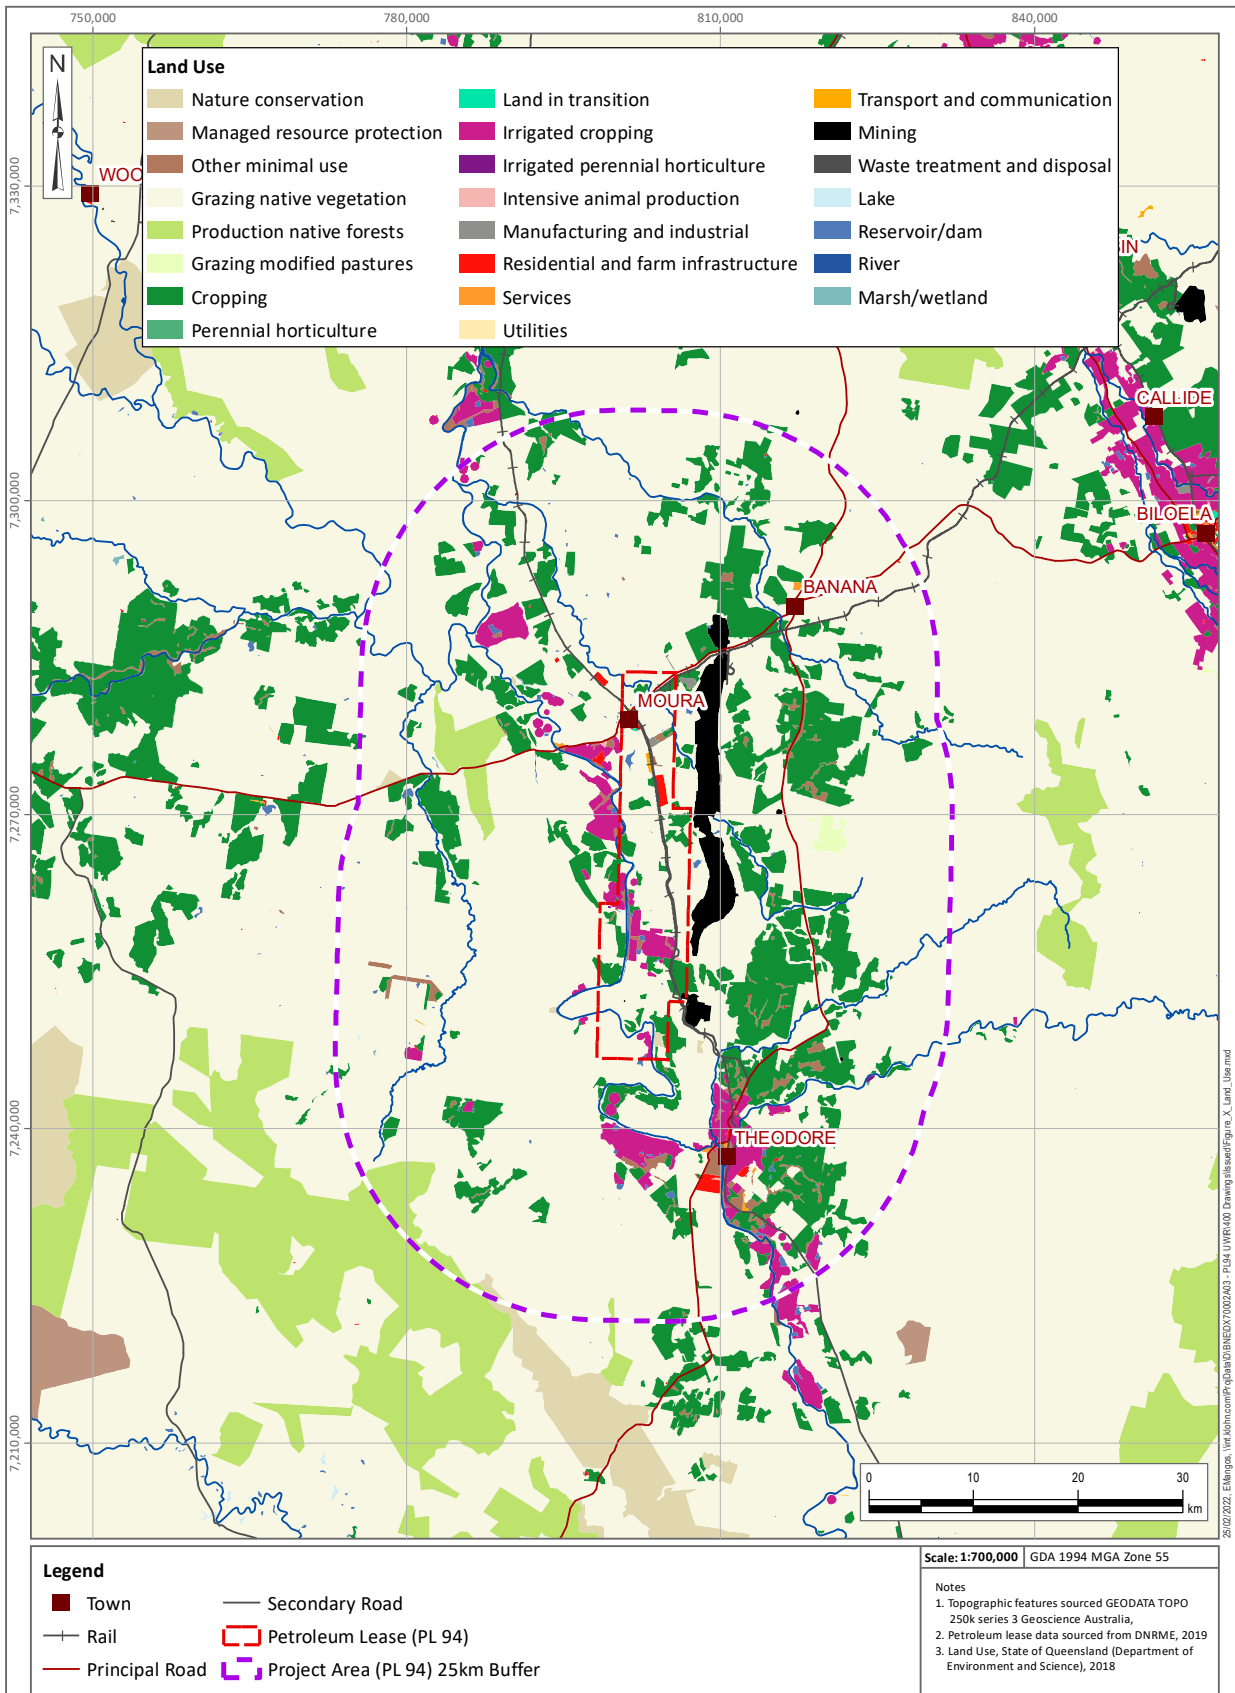 750,000
780,000
810,000
840,000
7,330,000
7,300,000
7,270,000
7,240,000
7,210,000
N
Land Use
Nature conservation
Managed resource protection
Other minimal use
Grazing native vegetation
Production native forests
Grazing modified pastures
Cropping
Perennial horticulture
Land in transition
Irrigated cropping
Irrigated perennial horticulture
Intensive animal production
Manufacturing and industrial
Residential and farm infrastructure
Services
Utilities
Transport and communication
Mining
Waste treatment and disposal
Lake
Reservoir/dam
River
Marsh/wetland
WOO
IN
CALLIDE
BILOELA
BANANA
MOURA
THEODORE
0 10 20 30
km
Legend
Town
Rail
Principal Road
Secondary Road
Petroleum Lease (PL 94)
Project Area (PL 94) 25km Buffer
Scale: 1:700,000 GDA 1994 MGA Zone 55
Notes
1. Topographic features sourced GEODATA TOPO
250k series 3 Geoscience Australia,
2. Petroleum lease data sourced from DNRME, 2019
3. Land Use, State of Queensland (Department of
Environment and Science), 2018